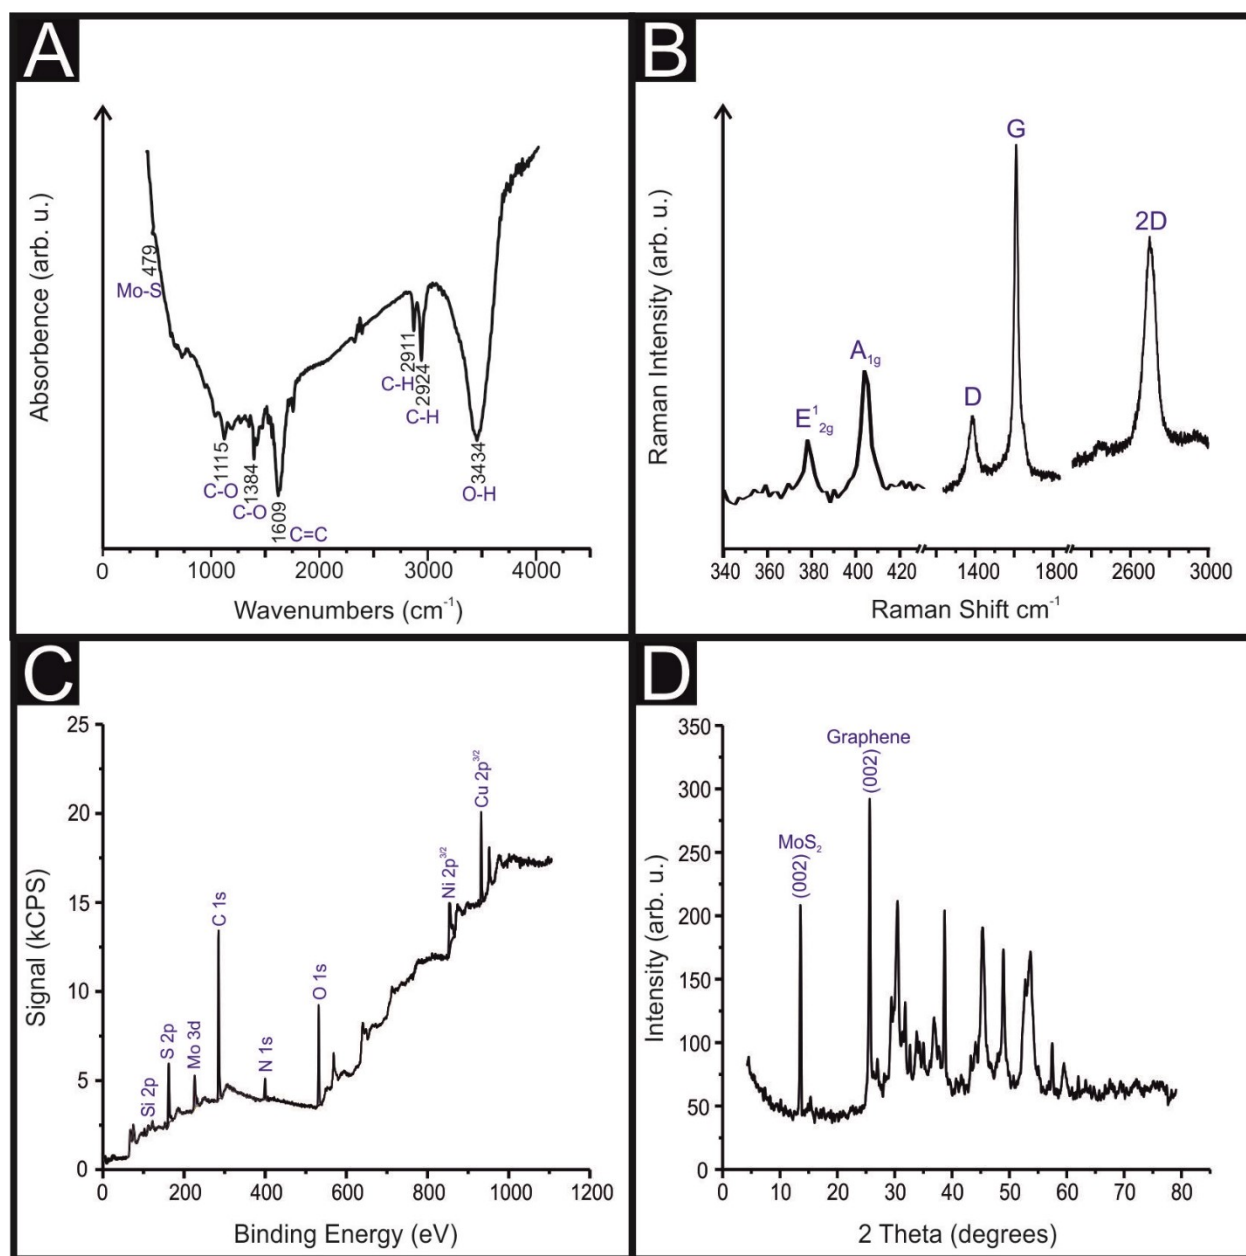 A
Absorbence (arb. u.)
479
Mo-S
1115
C-O
1384
C-O
1609
C=C
2911
C-H
2924
C-H
3434
O-H
0 1000 2000 3000 4000
Wavenumbers (cm⁻¹)
B
Raman Intensity (arb. u.)
E¹₂g
A₁g
D
G
2D
340 360 380 400 420 1400 1800 2600 3000
Raman Shift cm⁻¹
C
Signal (kCPS)
25
20
15
10
5
0
Si 2p
S 2p
Mo 3d
C 1s
N 1s
O 1s
Ni 2p³/²
Cu 2p³/²
0 200 400 600 800 1000 1200
Binding Energy (eV)
D
Intensity (arb. u.)
350
300
250
200
150
100
50
0
MoS₂
(002)
Graphene
(002)
0 10 20 30 40 50 60 70 80
2 Theta (degrees)